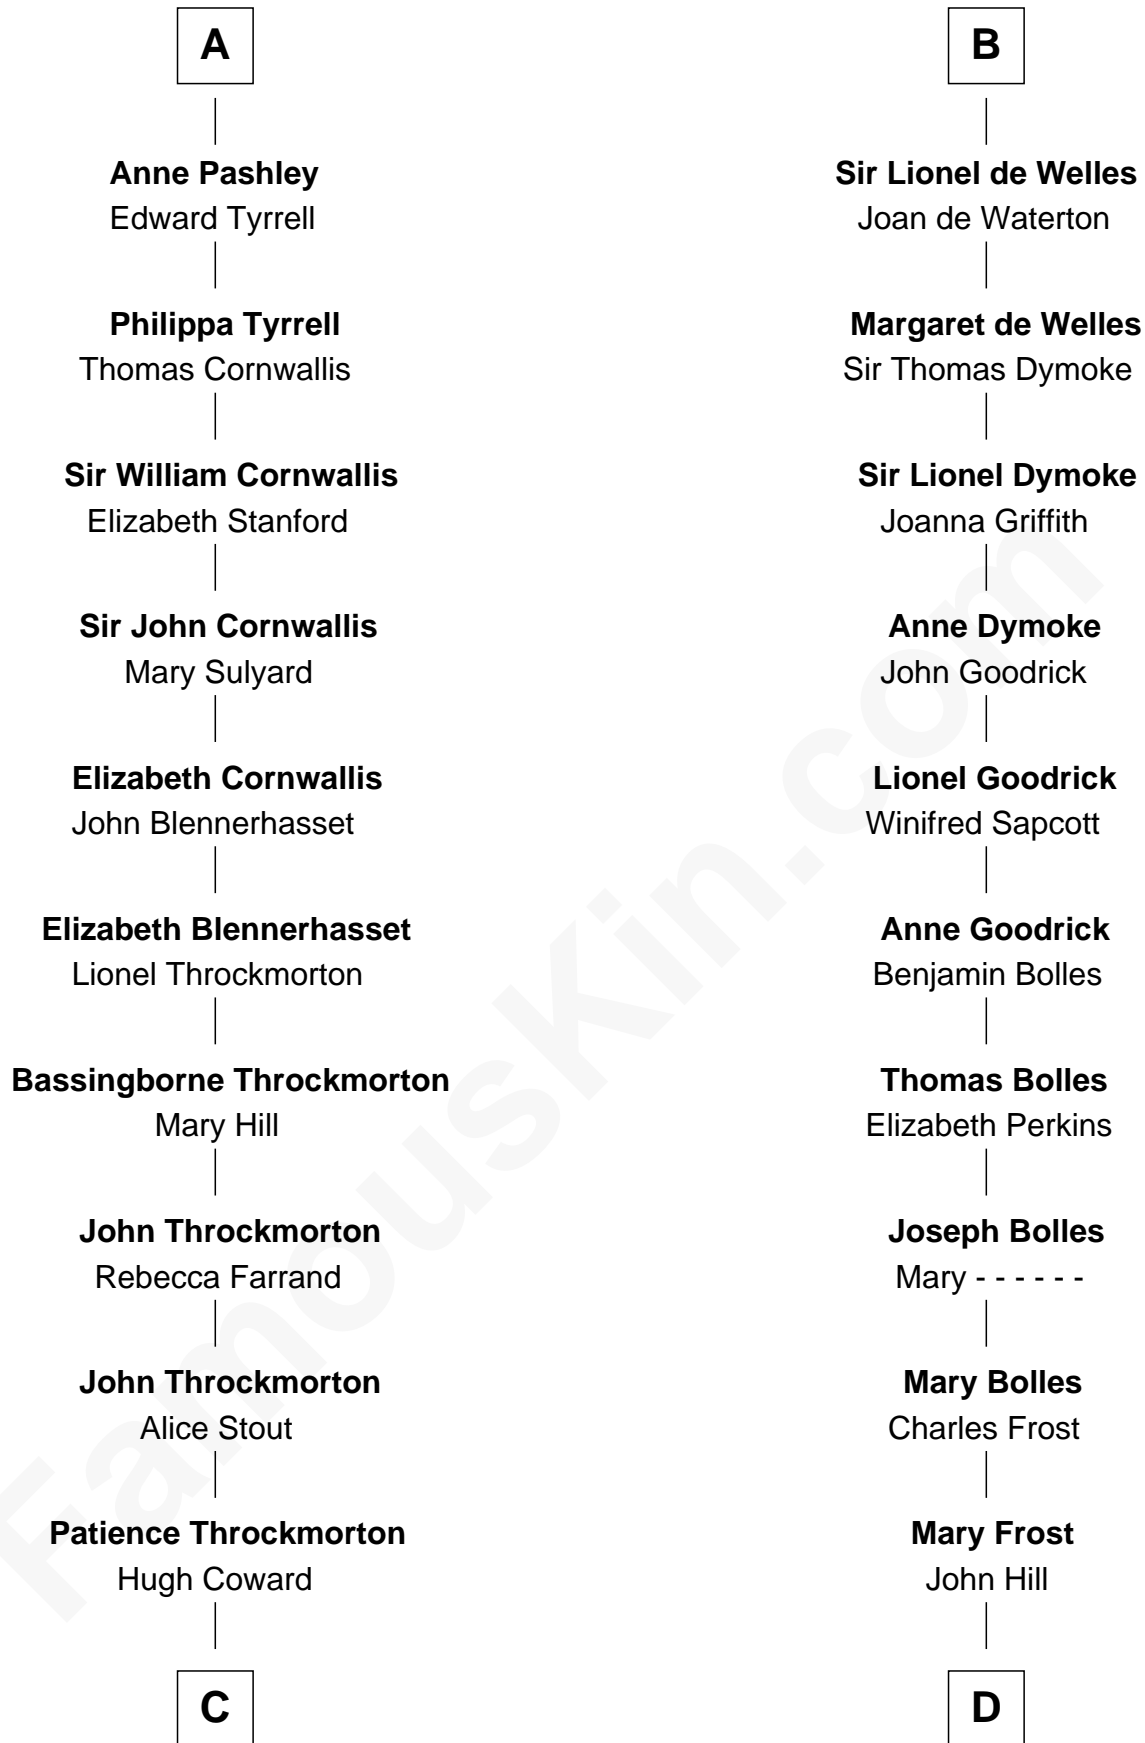 A
Anne Pashley
Edward Tyrrell
Philippa Tyrrell
Thomas Cornwallis
Sir William Cornwallis
Elizabeth Stanford
Sir John Cornwallis
Mary Sulyard
Elizabeth Cornwallis
John Blennerhasset
Elizabeth Blennerhasset
Lionel Throckmorton
Bassingborne Throckmorton
Mary Hill
John Throckmorton
Rebecca Farrand
John Throckmorton
Alice Stout
Patience Throckmorton
Hugh Coward
C
B
Sir Lionel de Welles
Joan de Waterton
Margaret de Welles
Sir Thomas Dymoke
Sir Lionel Dymoke
Joanna Griffith
Anne Dymoke
John Goodrick
Lionel Goodrick
Winifred Sapcott
Anne Goodrick
Benjamin Bolles
Thomas Bolles
Elizabeth Perkins
Joseph Bolles
Mary - - - - - -
Mary Bolles
Charles Frost
Mary Frost
John Hill
D
FamousKin.com